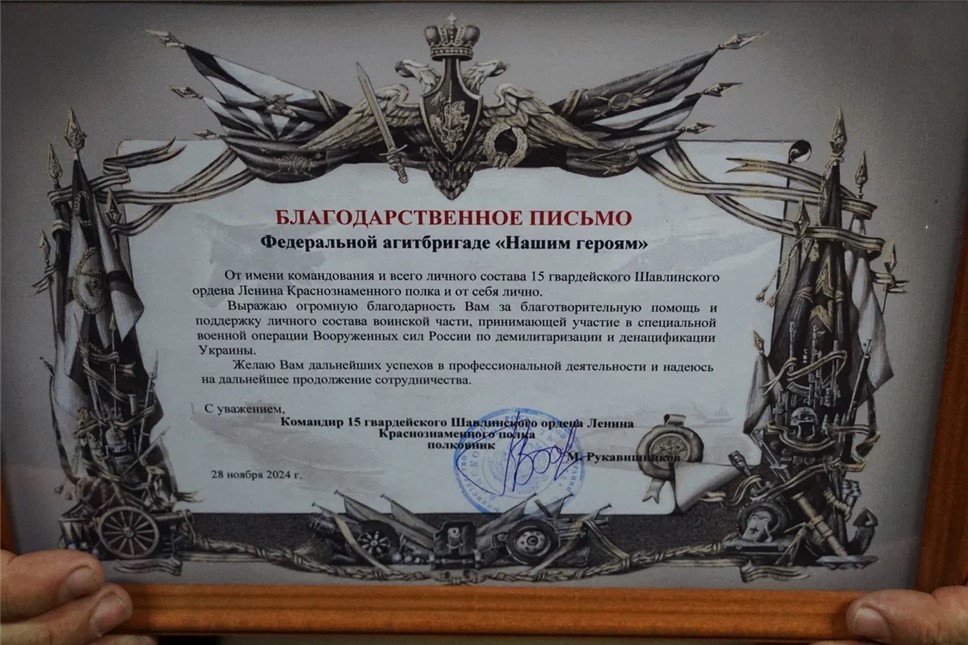 БЛАГОДАРСТВЕННОЕ ПИСЬМО
Федеральной агитбригаде «Нашим героям»
От имени командования и всего личного состава 15 гвардейского Шавлинского
ордена Ленина Краснознаменного полка и от себя лично.
Выражаю огромную благодарность Вам за благотворительную помощь и
поддержку личного состава воинской части, принимающей участие в специальной
военной операции Вооруженных сил России по демилитаризации и денацификации
Украины.
Желаю Вам дальнейших успехов в профессиональной деятельности и надеюсь
на дальнейшее продолжение сотрудничества.
С уважением,
Командир 15 гвардейского Шавлинского ордена Ленина
Краснознаменного полка
полковник
М. Рукавишников
28 ноября 2024 г.